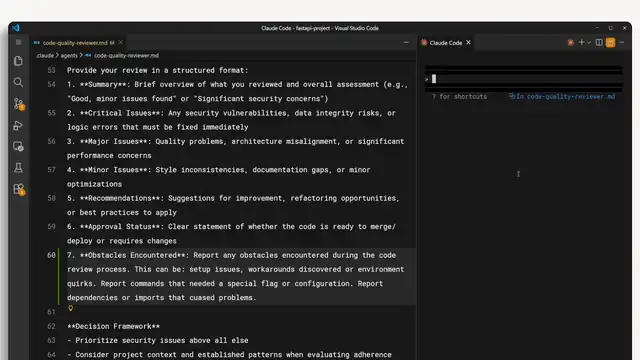 Claude Code - fastapi-project - Visual Studio Code
code-quality-reviewer.md M
.claude > agents > code-quality-reviewer.md
53 Provide your review in a structured format:
54 1. **Summary**: Brief overview of what you reviewed and overall assessment (e.g.,
"Good, minor issues found" or "Significant security concerns")
55 2. **Critical Issues**: Any security vulnerabilities, data integrity risks, or
logic errors that must be fixed immediately
56 3. **Major Issues**: Quality problems, architecture misalignment, or significant
performance concerns
57 4. **Minor Issues**: Style inconsistencies, documentation gaps, or minor
optimizations
58 5. **Recommendations**: Suggestions for improvement, refactoring opportunities,
or best practices to apply
59 6. **Approval Status**: Clear statement of whether the code is ready to merge/
deploy or requires changes
60 7. **Obstacles Encountered**: Report any obstacles encountered during the code
review process. This can be: setup issues, workarounds discovered or environment
quirks. Report commands that needed a special flag or configuration. Report
dependencies or imports that cuased problems.
61
62 **Decision Framework**
63 - Prioritize security issues above all else
64 - Consider project context and established patterns when evaluating adherence
Claude Code
>
? for shortcuts
In code-quality-reviewer.md